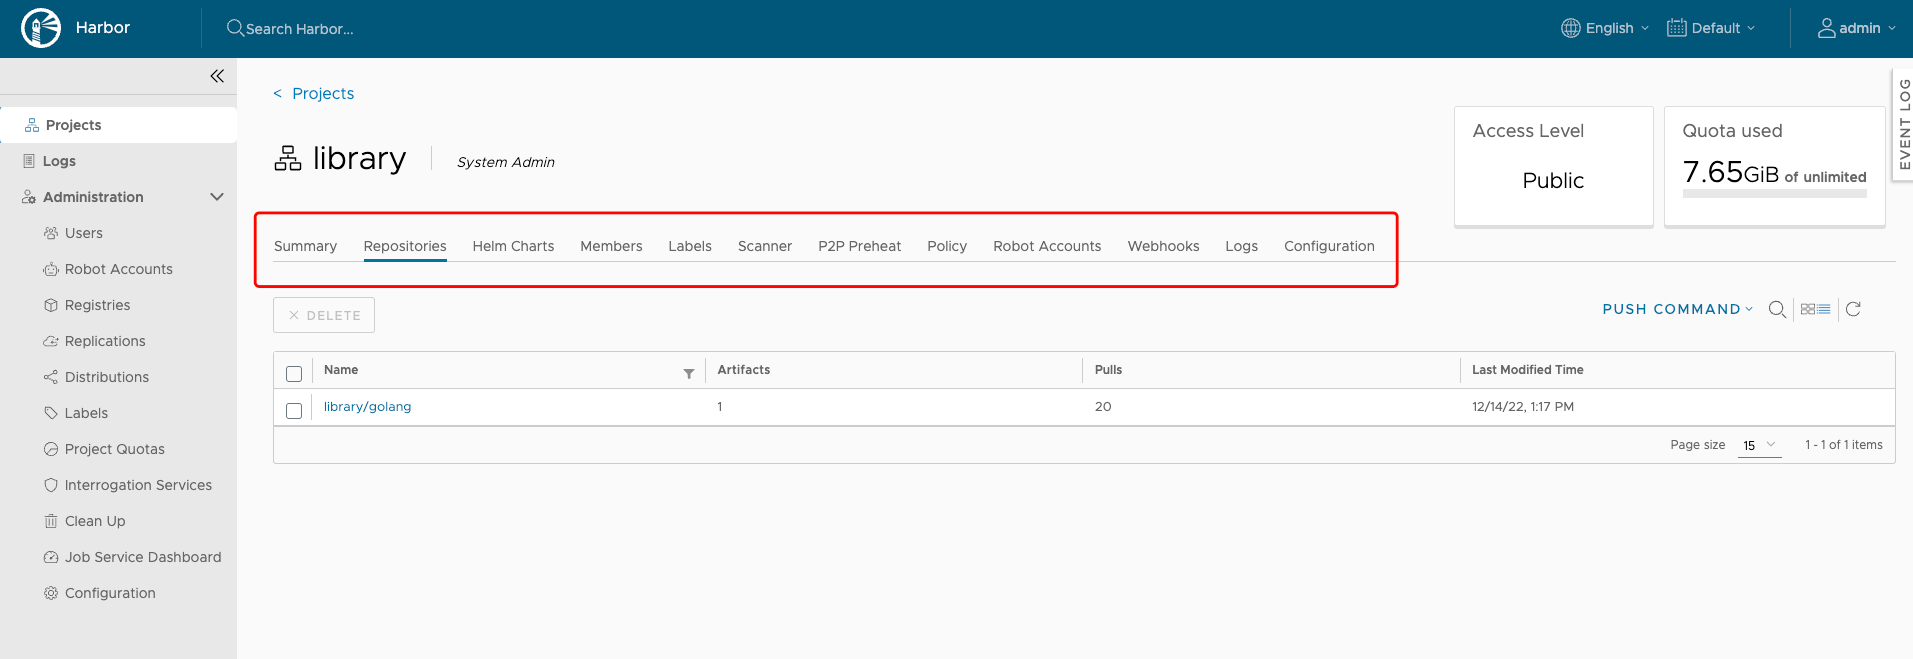 Harbor
Search Harbor...
English
Default
admin
Projects
Logs
Administration
Users
Robot Accounts
Registries
Replications
Distributions
Labels
Project Quotas
Interrogation Services
Clean Up
Job Service Dashboard
Configuration
< Projects
library
System Admin
Access Level
Public
Quota used
7.65GiB of unlimited
EVENT LOG
Summary Repositories Helm Charts Members Labels Scanner P2P Preheat Policy Robot Accounts Webhooks Logs Configuration
DELETE
PUSH COMMAND
Name Artifacts Pulls Last Modified Time
library/golang 1 20 12/14/22, 1:17 PM
Page size 15 1 - 1 of 1 items